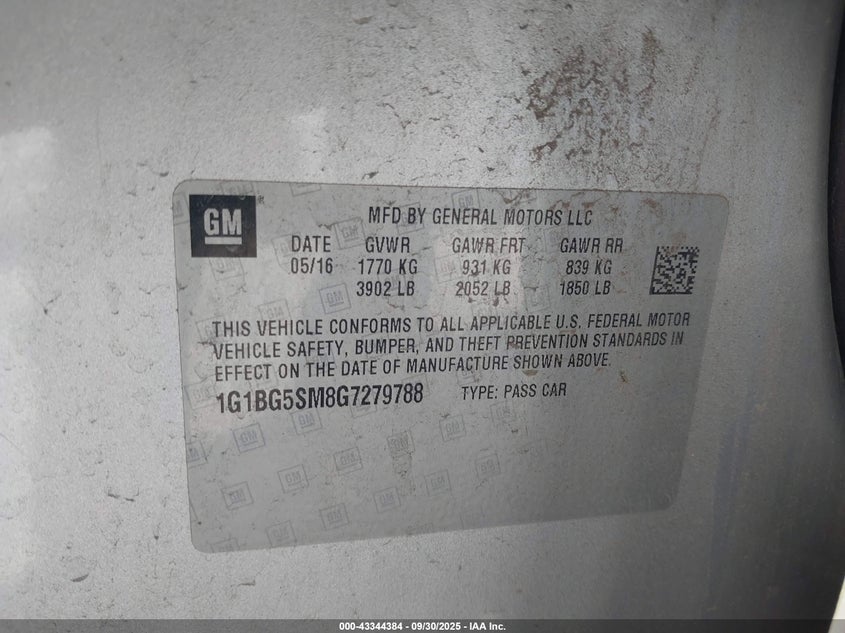 GM
MFD BY GENERAL MOTORS LLC
DATE GVWR GAWR FRT GAWR RR
05/16 1770 KG 931 KG 839 KG
3902 LB 2052 LB 1850 LB
THIS VEHICLE CONFORMS TO ALL APPLICABLE U.S. FEDERAL MOTOR
VEHICLE SAFETY, BUMPER, AND THEFT PREVENTION STANDARDS IN
EFFECT ON THE DATE OF MANUFACTURE SHOWN ABOVE.
1G1BG5SM8G7279788 TYPE: PASS CAR
000-43344384 - 09/30/2025 - IAA Inc.